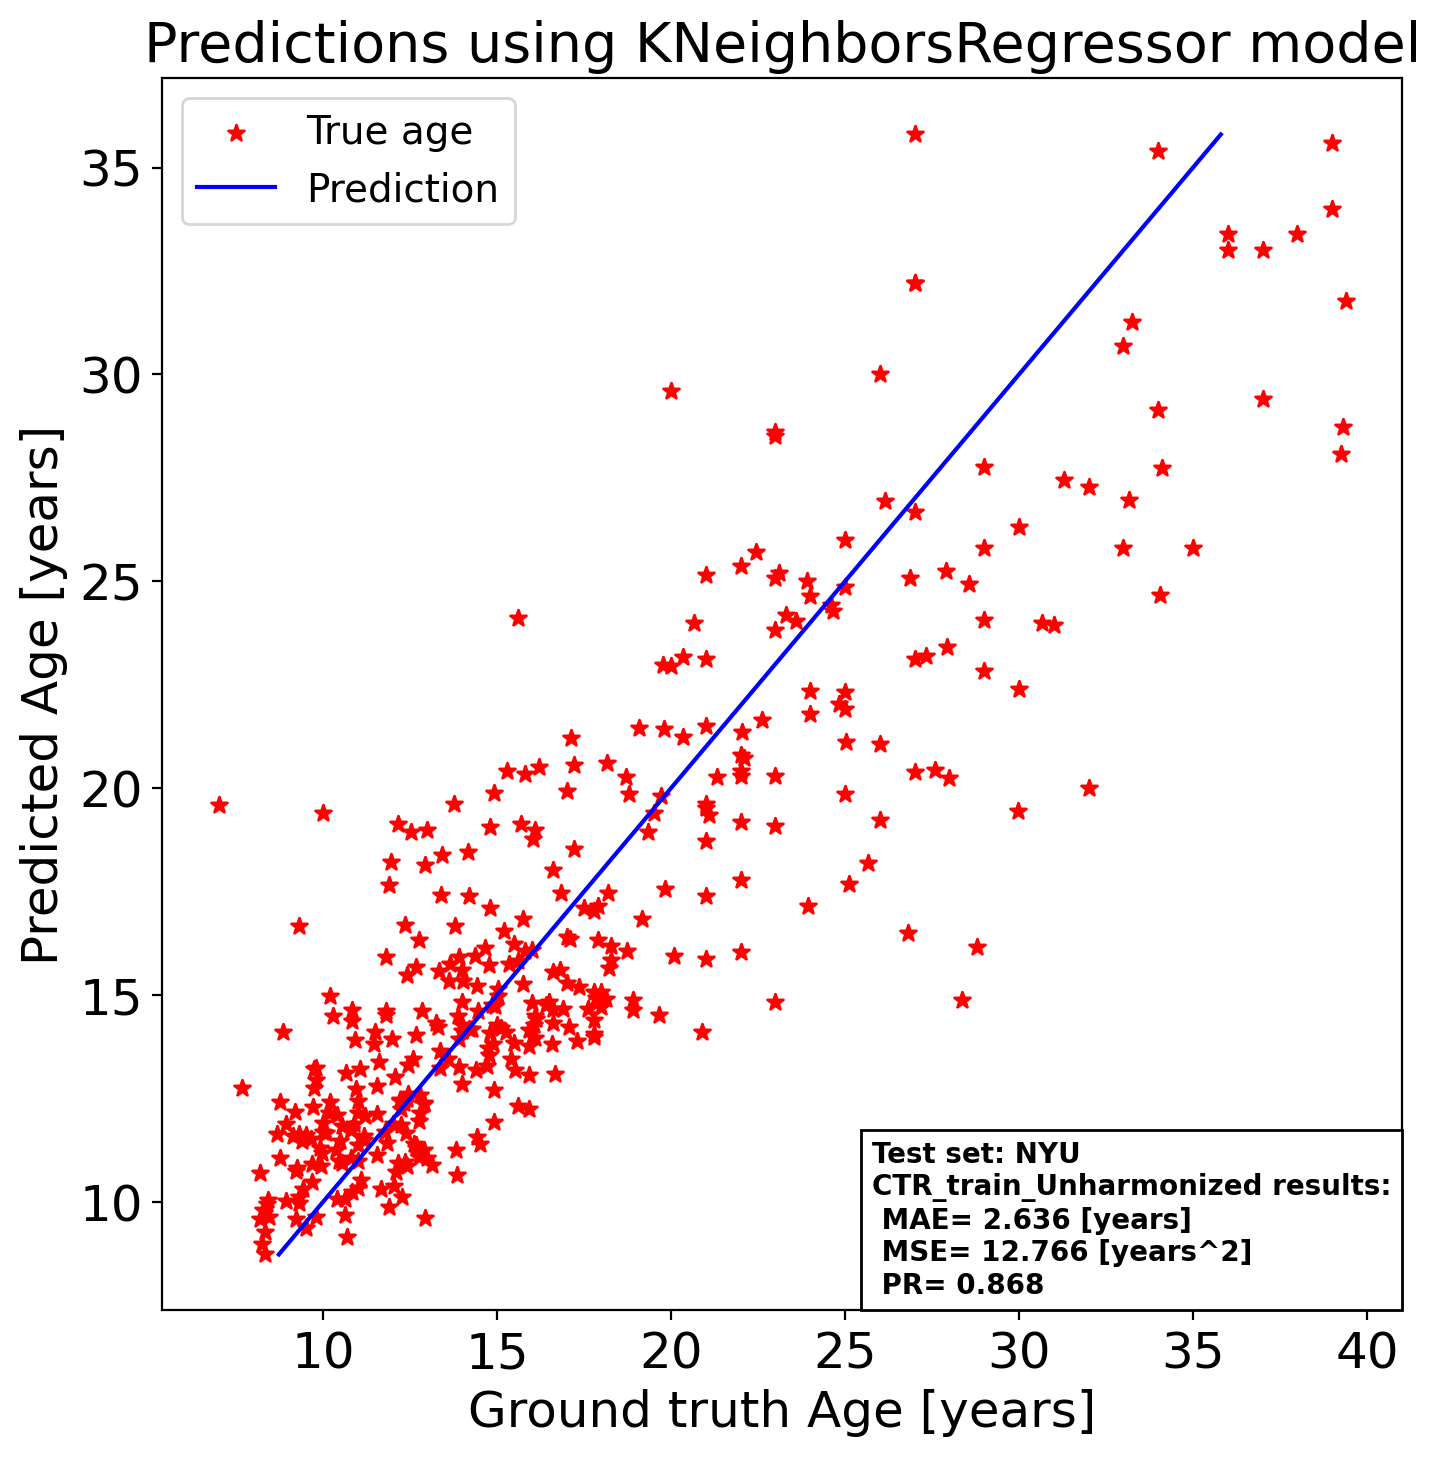 Predictions using KNeighborsRegressor model
True age
Prediction
Predicted Age [years]
35
30
25
20
15
10
Test set: NYU
CTR_train_Unharmonized results:
MAE= 2.636 [years]
MSE= 12.766 [years^2]
PR= 0.868
10 15 20 25 30 35 40
Ground truth Age [years]